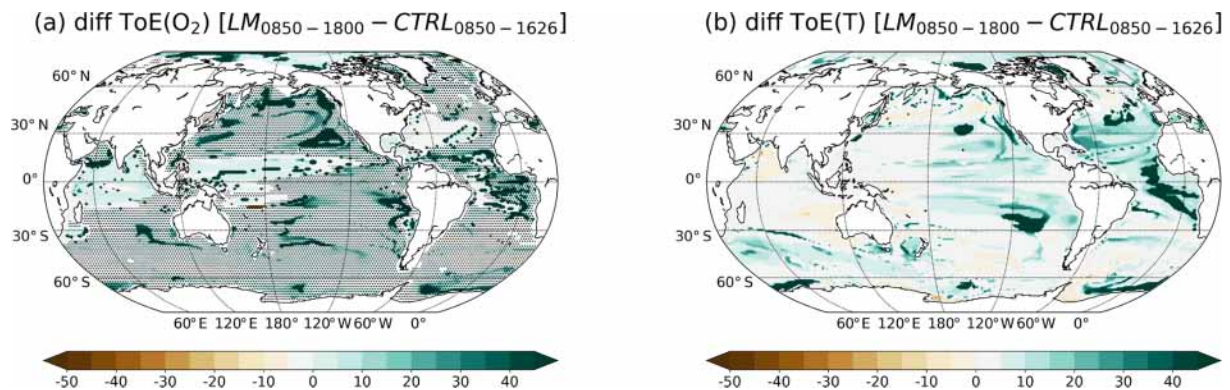 (a) diff ToE(O₂) [LM₀₈₅₀₋₁₈₀₀ − CTRL₀₈₅₀₋₁₆₂₆]
60°N
30°N
0°
30°S
60°S
60°E 120°E 180° 120°W 60°W 0°
-50 -40 -30 -20 -10 0 10 20 30 40
(b) diff ToE(T) [LM₀₈₅₀₋₁₈₀₀ − CTRL₀₈₅₀₋₁₆₂₆]
60°N
30°N
0°
30°S
60°S
60°E 120°E 180° 120°W 60°W 0°
-50 -40 -30 -20 -10 0 10 20 30 40